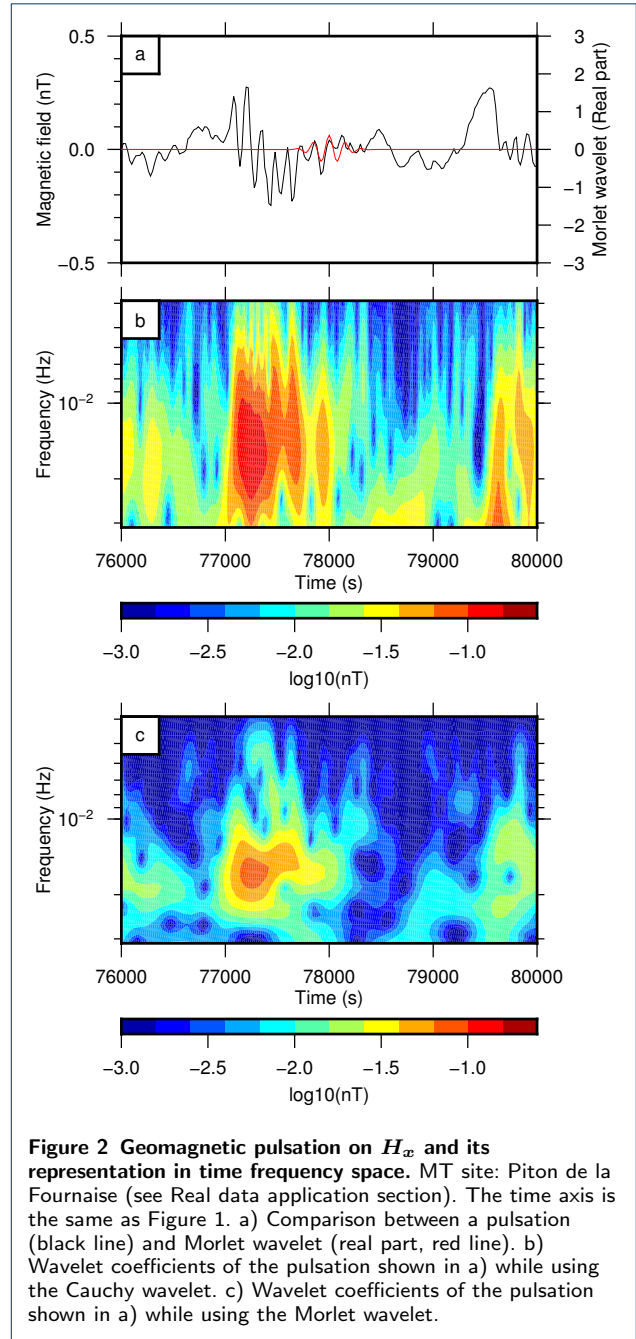 a
0.5
0.0
−0.5
Magnetic field (nT)
3
2
1
0
−1
−2
−3
Morlet wavelet (Real part)
b
10−2
Frequency (Hz)
76000 77000 78000 79000 80000
Time (s)
−3.0 −2.5 −2.0 −1.5 −1.0
log10(nT)
c
10−2
Frequency (Hz)
76000 77000 78000 79000 80000
Time (s)
−3.0 −2.5 −2.0 −1.5 −1.0
log10(nT)
Figure 2 Geomagnetic pulsation on Hx and its
representation in time frequency space. MT site: Piton de la
Fournaise (see Real data application section). The time axis is
the same as Figure 1. a) Comparison between a pulsation
(black line) and Morlet wavelet (real part, red line). b)
Wavelet coefficients of the pulsation shown in a) while using
the Cauchy wavelet. c) Wavelet coefficients of the pulsation
shown in a) while using the Morlet wavelet.